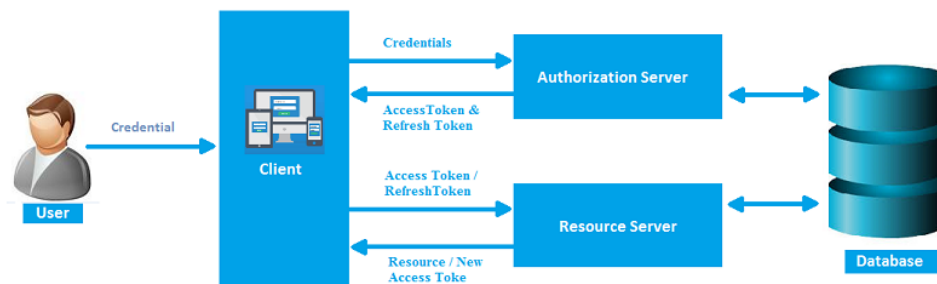 Credentials
Authorization Server
AccessToken &
Refresh Token
Credential
Client
Access Token /
RefreshToken
User
Resource Server
Resource / New
Access Toke
Database